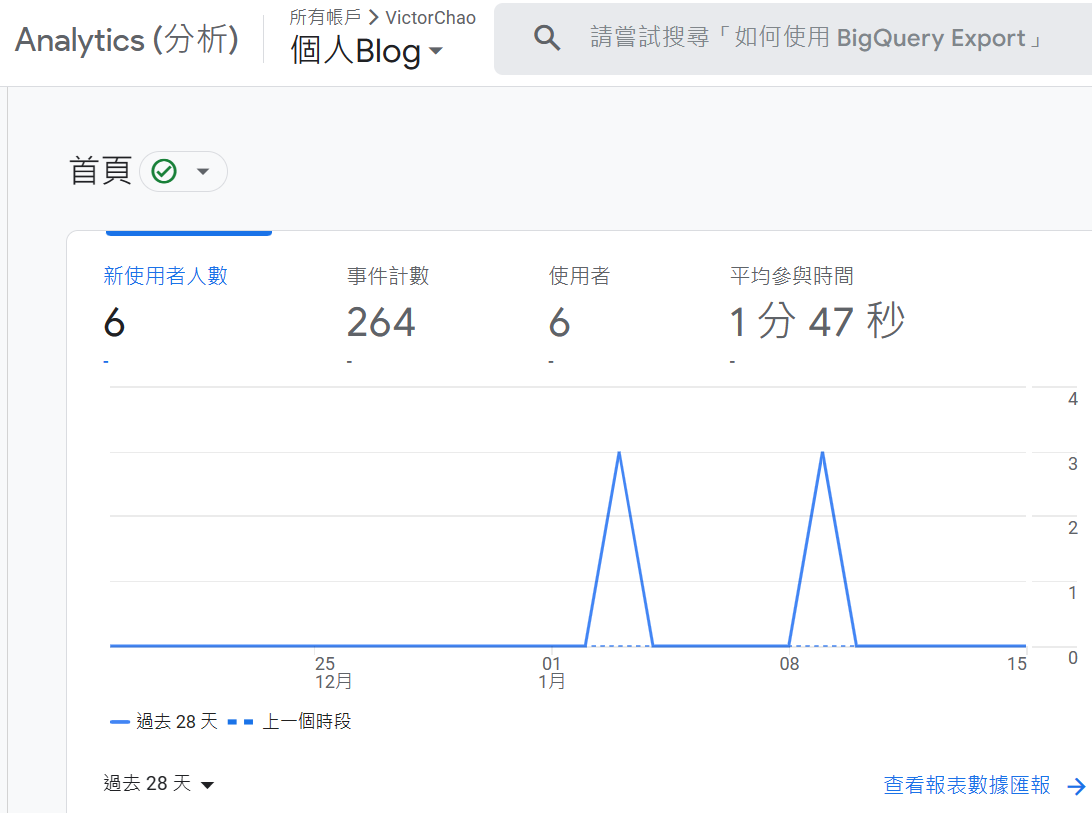 Analytics (分析)
所有帳戶 > VictorChao
個人Blog
請嘗試搜尋「如何使用 BigQuery Export」
首頁
新使用者人數
6
-
事件計數
264
-
使用者
6
-
平均參與時間
1 分 47 秒
-
4
3
2
1
0
25
12月
01
1月
08
15
過去 28 天
上一個時段
過去 28 天
查看報表數據匯報